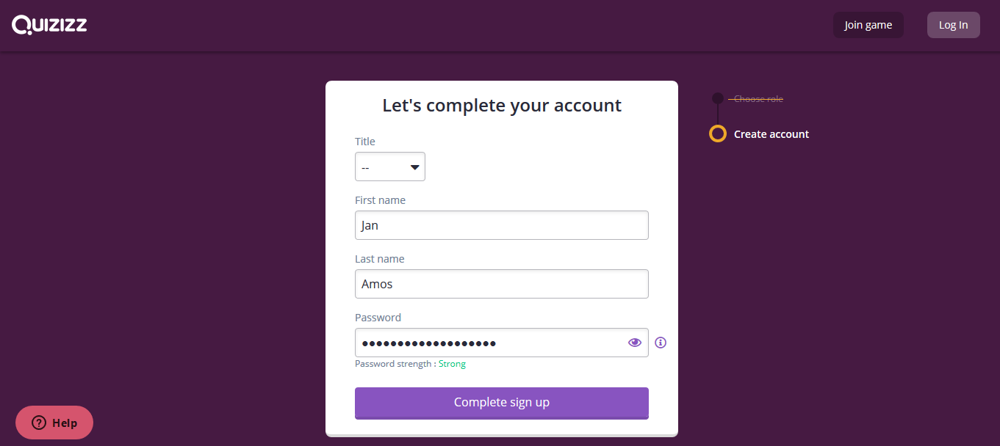 Quizizz
Join game
Log In
Let's complete your account
Choose role
Create account
Title
--
First name
Jan
Last name
Amos
Password
●●●●●●●●●●●●●●●●●●●
Password strength : Strong
Complete sign up
Help